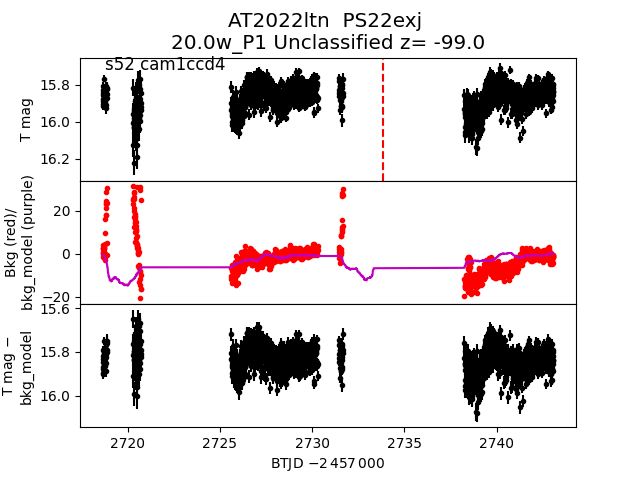 AT2022ltn  PS22exj
20.0w_P1 Unclassified z= -99.0
s52 cam1ccd4
T mag
15.8
16.0
16.2
Bkg (red)/
bkg_model (purple)
20
0
−20
T mag −
bkg_model
15.6
15.8
16.0
2720
2725
2730
2735
2740
BTJD −2 457 000